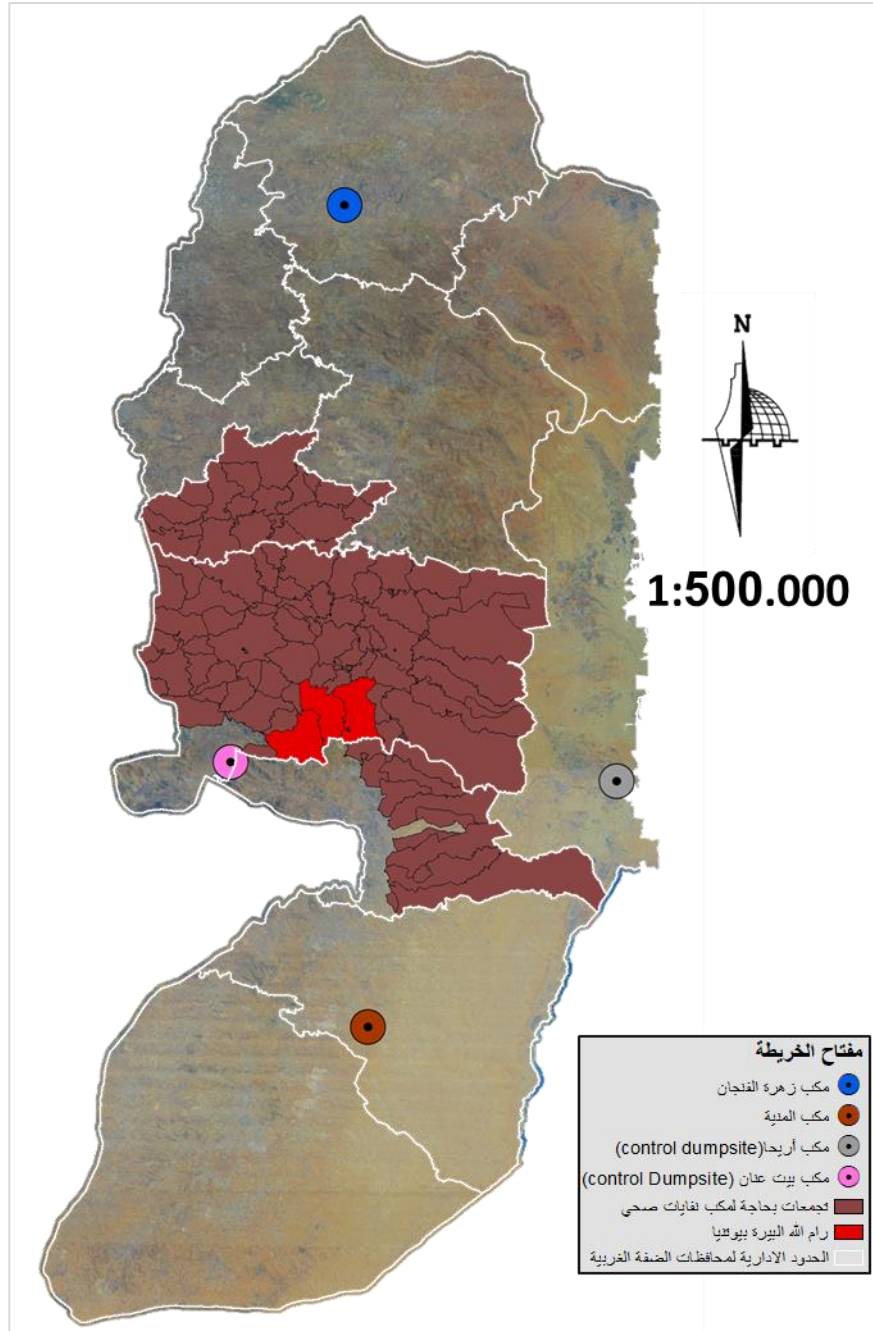 N
1:500.000
مفتاح الخريطة
مكب زهرة الفنجان
مكب المنية
مكب أريحا(control dumpsite)
مكب بيت عنان (control Dumpsite)
تجمعات بحاجة لمكب نفايات صحي
رام الله البيرة بيوتنيا
الحدود الادارية لمحافظات الضفة الغربية